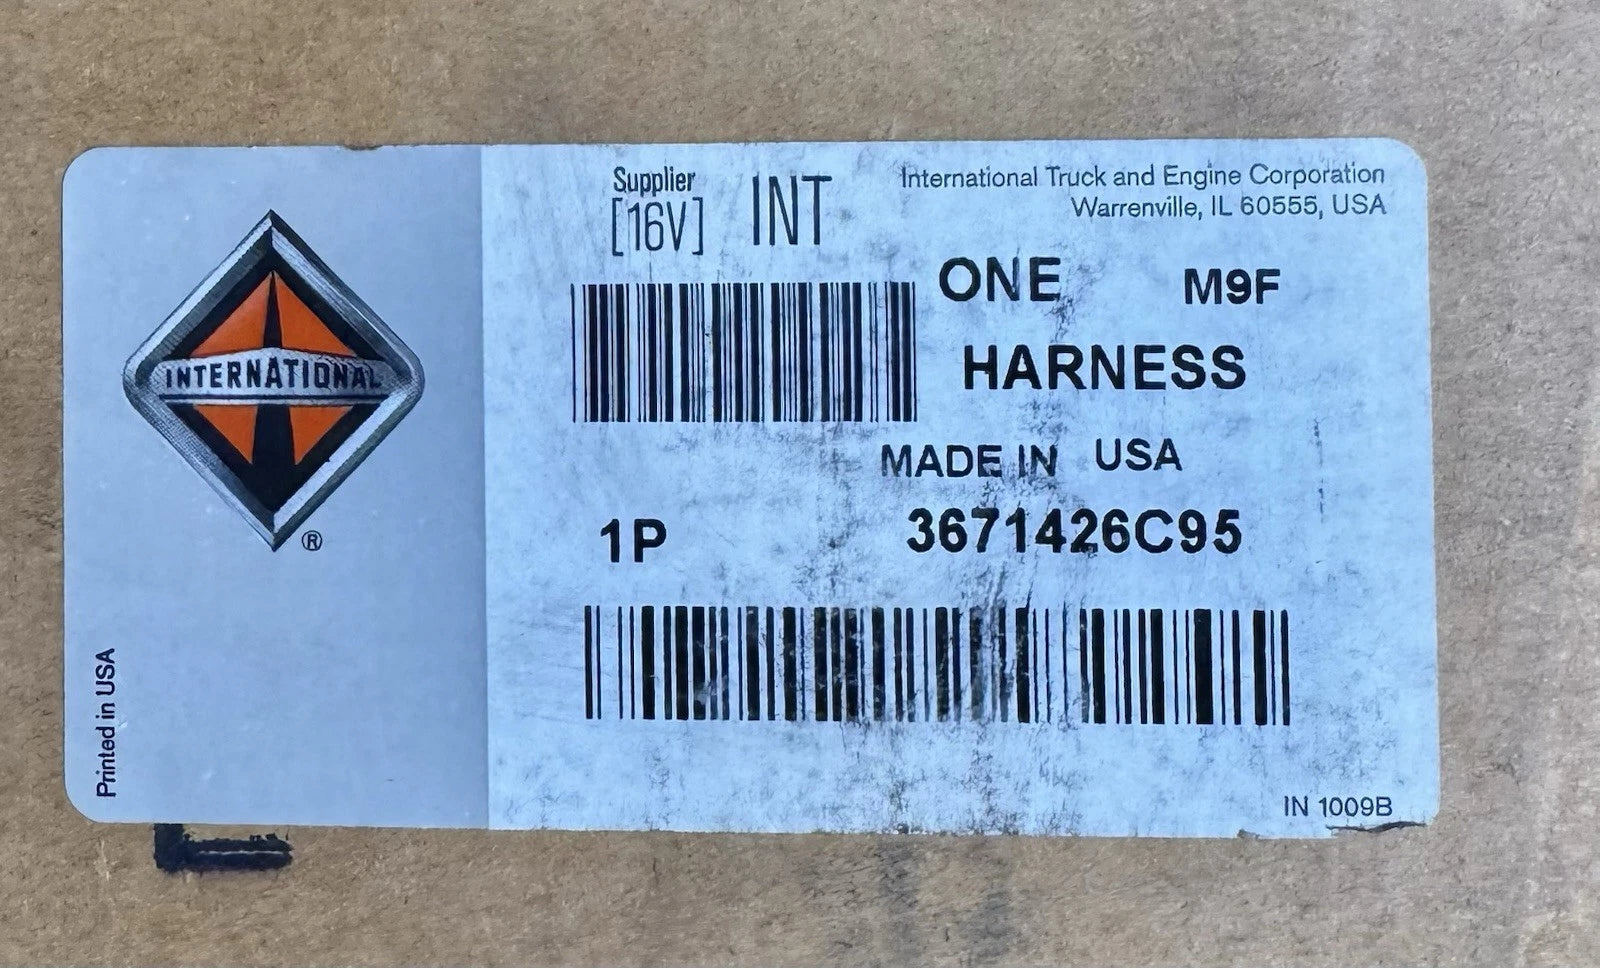 Supplier
[16V] INT
International Truck and Engine Corporation
Warrenville, IL 60555, USA
ONE M9F
HARNESS
MADE IN USA
1P 3671426C95
INTERNATIONAL
®
Printed in USA
IN 1009B